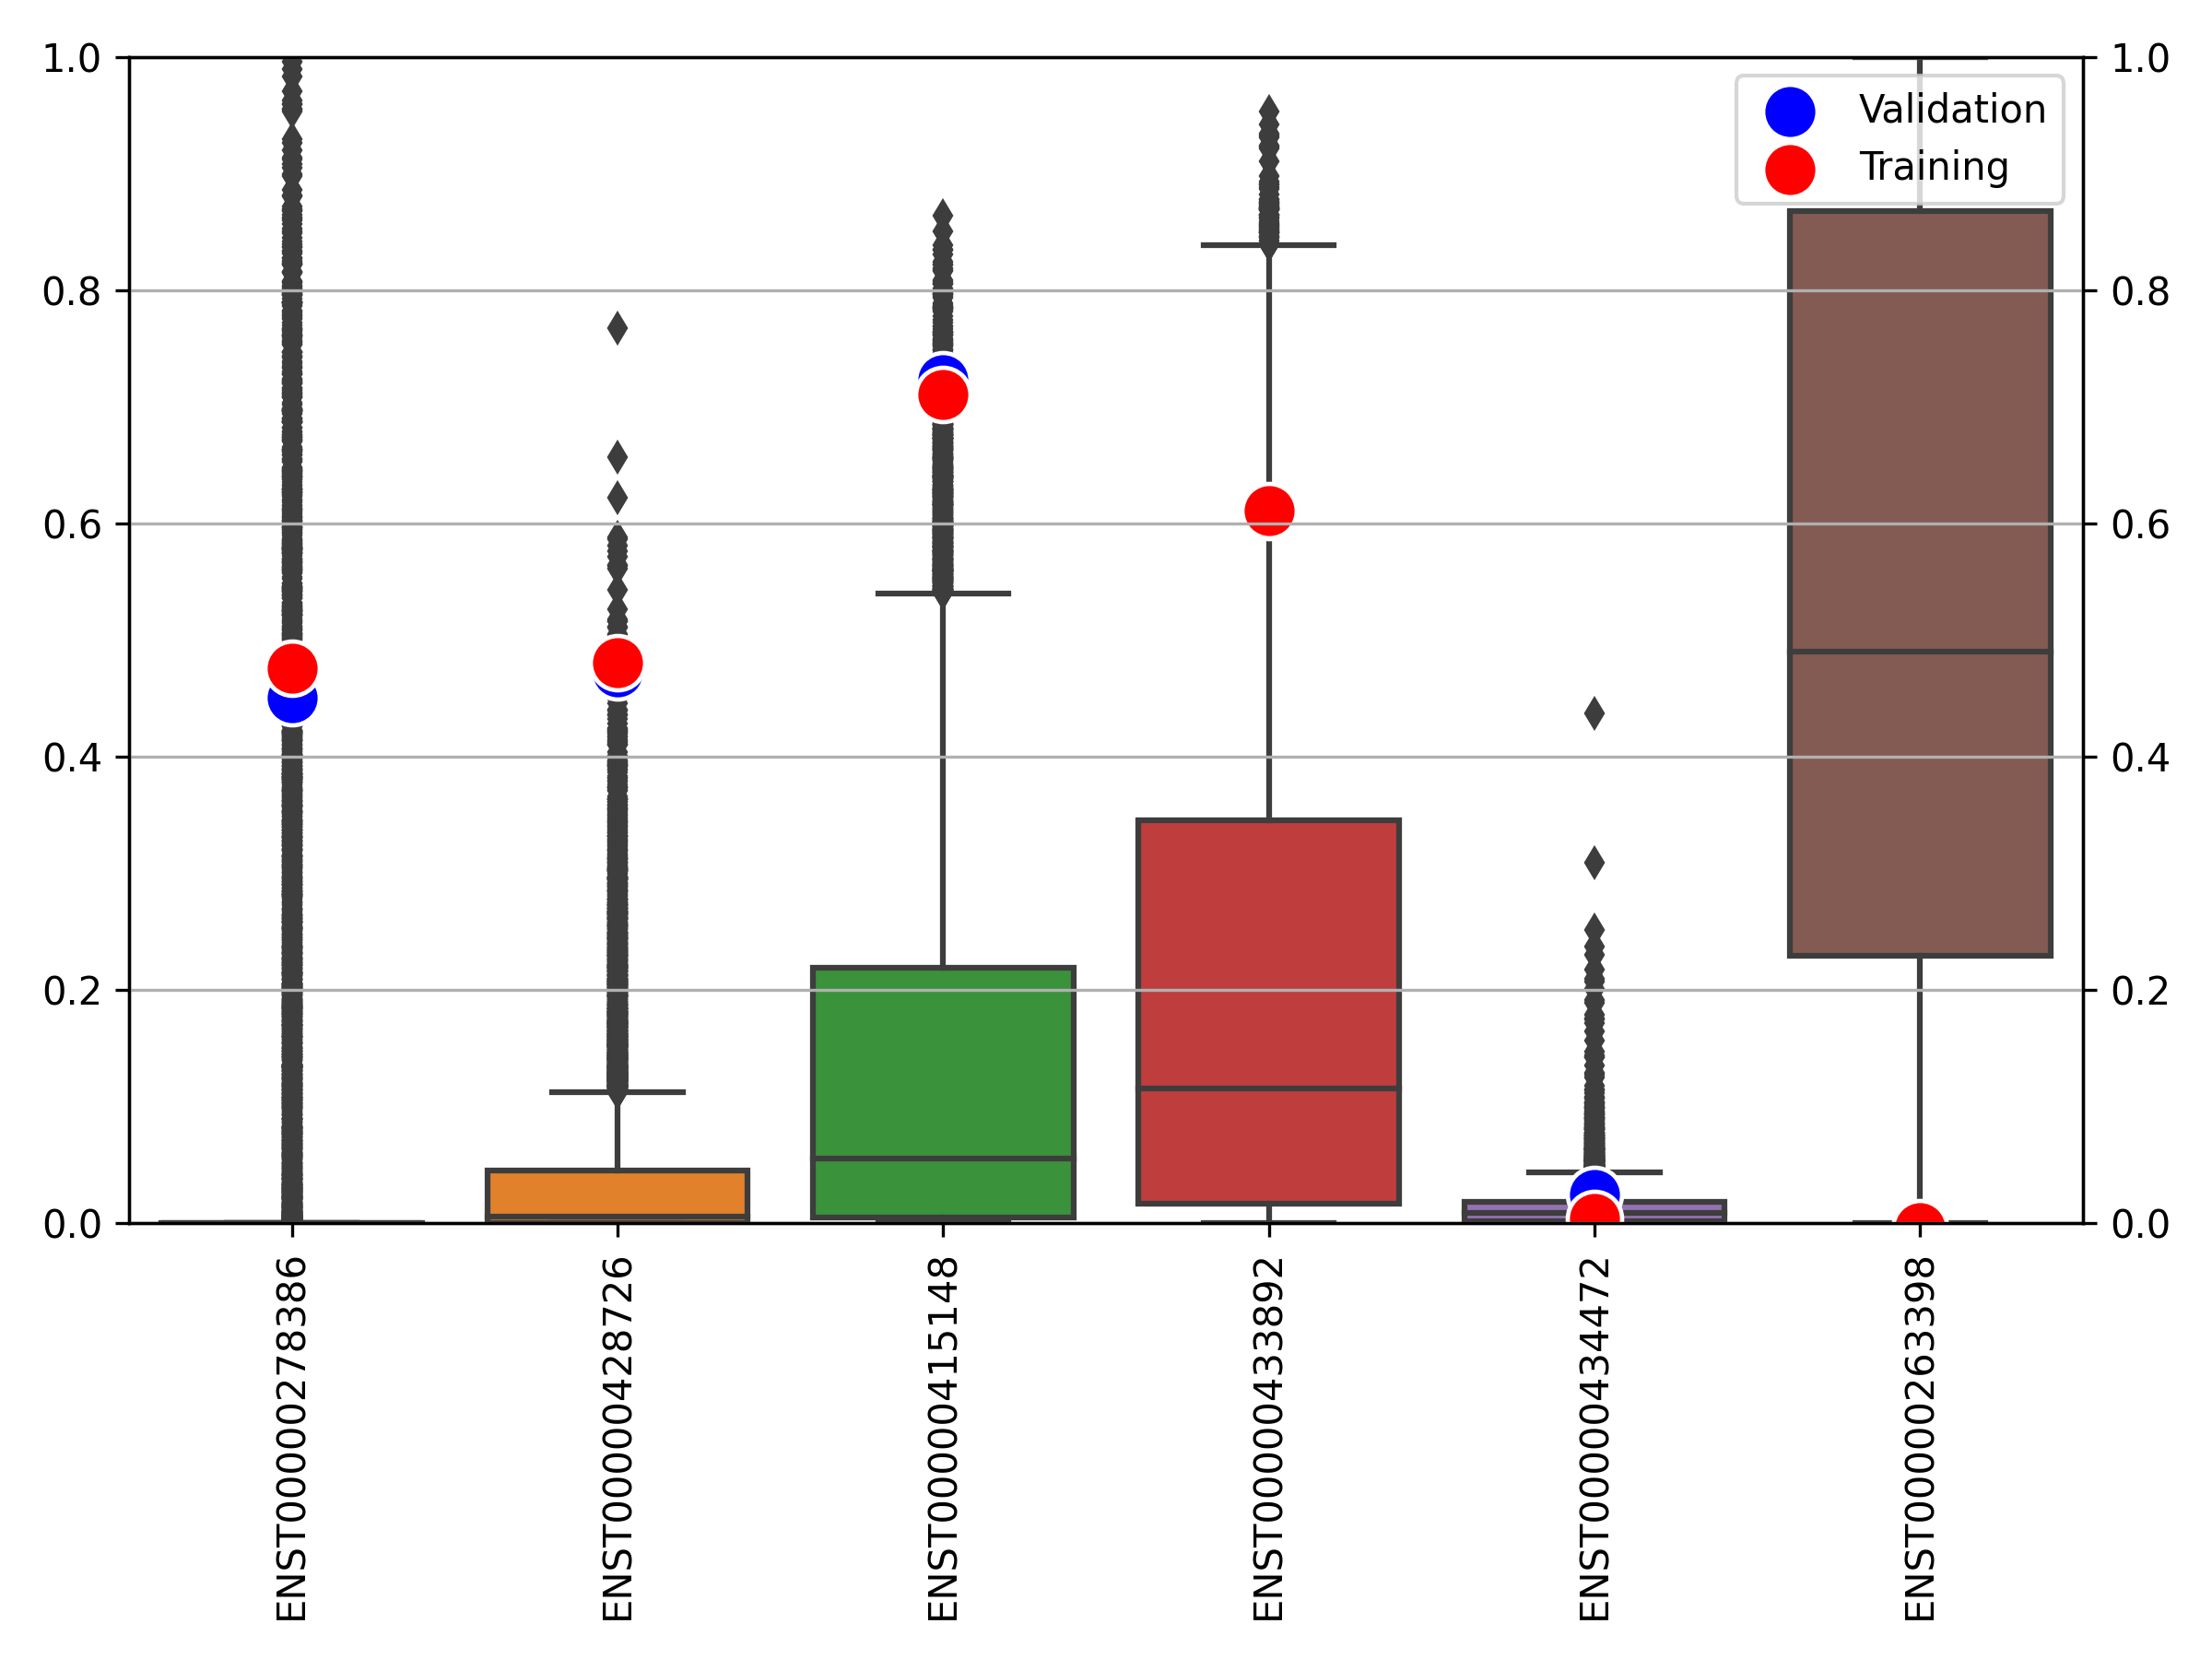 1.0
0.8
0.6
0.4
0.2
0.0
1.0
0.8
0.6
0.4
0.2
0.0
Validation
Training
ENST00000278386
ENST00000428726
ENST00000415148
ENST00000433892
ENST00000434472
ENST00000263398